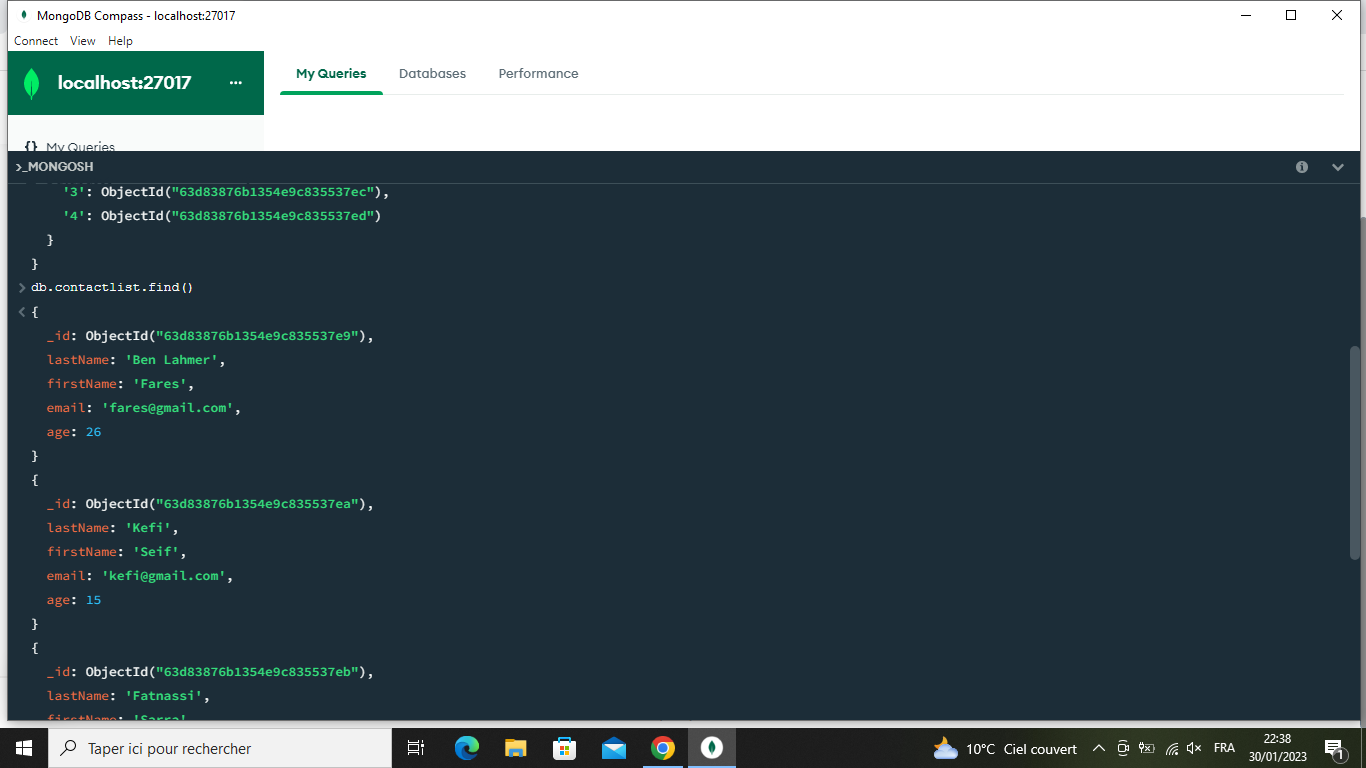 MongoDB Compass - localhost:27017
Connect View Help
localhost:27017 ...
My Queries Databases Performance
{} My Queries
>_MONGOSH
'3': ObjectId("63d83876b1354e9c835537ec"),
'4': ObjectId("63d83876b1354e9c835537ed")
}
}
> db.contactlist.find()
< {
_id: ObjectId("63d83876b1354e9c835537e9"),
lastName: 'Ben Lahmer',
firstName: 'Fares',
email: 'fares@gmail.com',
age: 26
}
{
_id: ObjectId("63d83876b1354e9c835537ea"),
lastName: 'Kefi',
firstName: 'Seif',
email: 'kefi@gmail.com',
age: 15
}
{
_id: ObjectId("63d83876b1354e9c835537eb"),
lastName: 'Fatnassi',
firstName: 'Sarra'
Taper ici pour rechercher
10°C Ciel couvert
FRA
22:38
30/01/2023
1